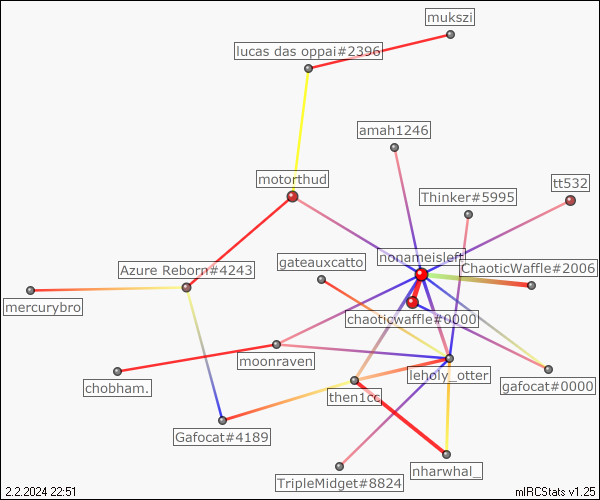 mukszi
lucas das oppai#2396
amah1246
motorthud
tt532
Thinker#5995
nonameisleft
gateauxcatto
ChaoticWaffle#2006
Azure Reborn#4243
mercurybro
chaoticwaffle#0000
moonraven
leholy_otter
chobham.
gafocat#0000
then1cc
Gafocat#4189
nharwhal_
TripleMidget#8824
2.2.2024 22:51
mIRCStats v1.25